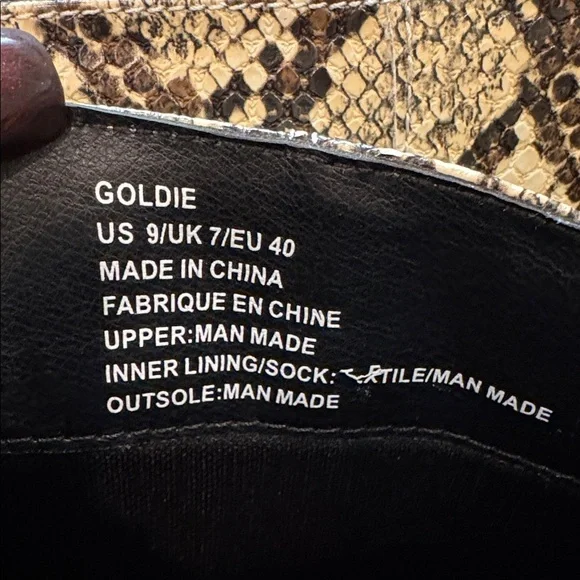 GOLDIE
US 9/UK 7/EU 40
MADE IN CHINA
FABRIQUE EN CHINE
UPPER:MAN MADE
INNER LINING/SOCK: TILE/MAN MADE
OUTSOLE:MAN MADE